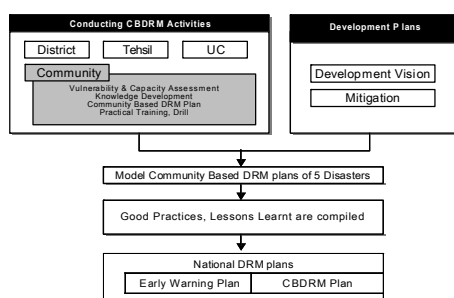 Conducting CBDRM Activities
District Tehsil UC
Community
Vulnerability & Capacity Assessment
Knowledge Development
Community Based DRM Plan
Practical Training, Drill
Development Plans
Development Vision
Mitigation
Model Community Based DRM plans of 5 Disasters
Good Practices, Lessons Learnt are compiled
National DRM plans
Early Warning Plan CBDRM Plan